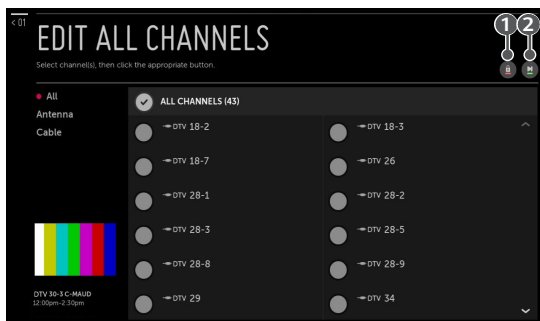 < 01
EDIT ALL CHANNELS
Select channel(s), then click the appropriate button.
1 2
All
Antenna
Cable
ALL CHANNELS (43)
DTV 18-2 DTV 18-3
DTV 18-7 DTV 26
DTV 28-1 DTV 28-2
DTV 28-3 DTV 28-5
DTV 28-8 DTV 28-9
DTV 29 DTV 34
DTV 30-3 C-MAUD
12:00pm-2:30pm